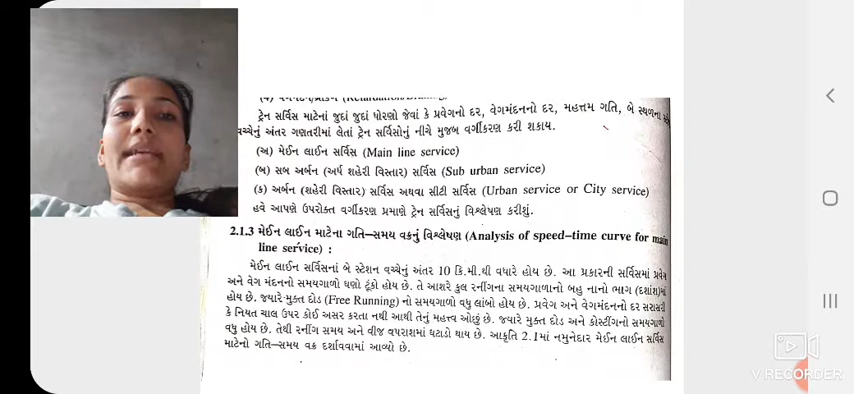 ટ્રેન સર્વિસ માટેનાં જુદાં જુદાં ધોરણો જેવાં કે પ્રવેગનો દર, વેગમંદનનો દર, મહત્તમ ગતિ, બે સ્થળના
વચ્ચેનું અંતર ગણતરીમાં લેતાં ટ્રેન સર્વિસોનું નીચે મુજબ વર્ગીકરણ કરી શકાય.
(અ) મેઈન લાઈન સર્વિસ (Main line service)
(બ) સબ અર્બન (અર્ધ શહેરી વિસ્તાર) સર્વિસ (Sub urban service)
(ક) અર્બન (શહેરી વિસ્તાર) સર્વિસ અથવા સીટી સર્વિસ (Urban service or City service)
હવે આપણે ઉપરોક્ત વર્ગીકરણ પ્રમાણે ટ્રેન સર્વિસનું વિશ્લેષણ કરીશું.
2.1.3 મેઈન લાઈન માટેના ગતિ–સમય વક્રનું વિશ્લેષણ (Analysis of speed–time curve for main
line service) :
મેઈન લાઈન સર્વિસનાં બે સ્ટેશન વચ્ચેનું અંતર 10 કિ.મી.થી વધારે હોય છે. આ પ્રકારની સર્વિસમાં પ્રવેગ
અને વેગ મંદનનો સમયગાળો ઘણો ટૂંકો હોય છે. તે આશરે કુલ રનીંગના સમયગાળાનો બહુ નાનો ભાગ (દશાંશ)માં
હોય છે. જ્યારે મુક્ત દોડ (Free Running) નો સમયગાળો વધુ લાંબો હોય છે. પ્રવેગ અને વેગમંદનનો દર સરાસરી
કે નિયત ચાલ ઉપર કોઈ અસર કરતા નથી આથી તેનું મહત્ત્વ ઓછું છે. જ્યારે મુક્ત દોડ અને કોસ્ટીંગનો સમયગાળો
વધુ હોય છે. તેથી રનીંગ સમય અને વીજ વપરાશમાં ઘટાડો થાય છે. આકૃતિ 2.1માં નમુનેદાર મેઈન લાઈન સર્વિસ
માટેનો ગતિ–સમય વક્ર દર્શાવવામાં આવ્યો છે.
V RECORDER